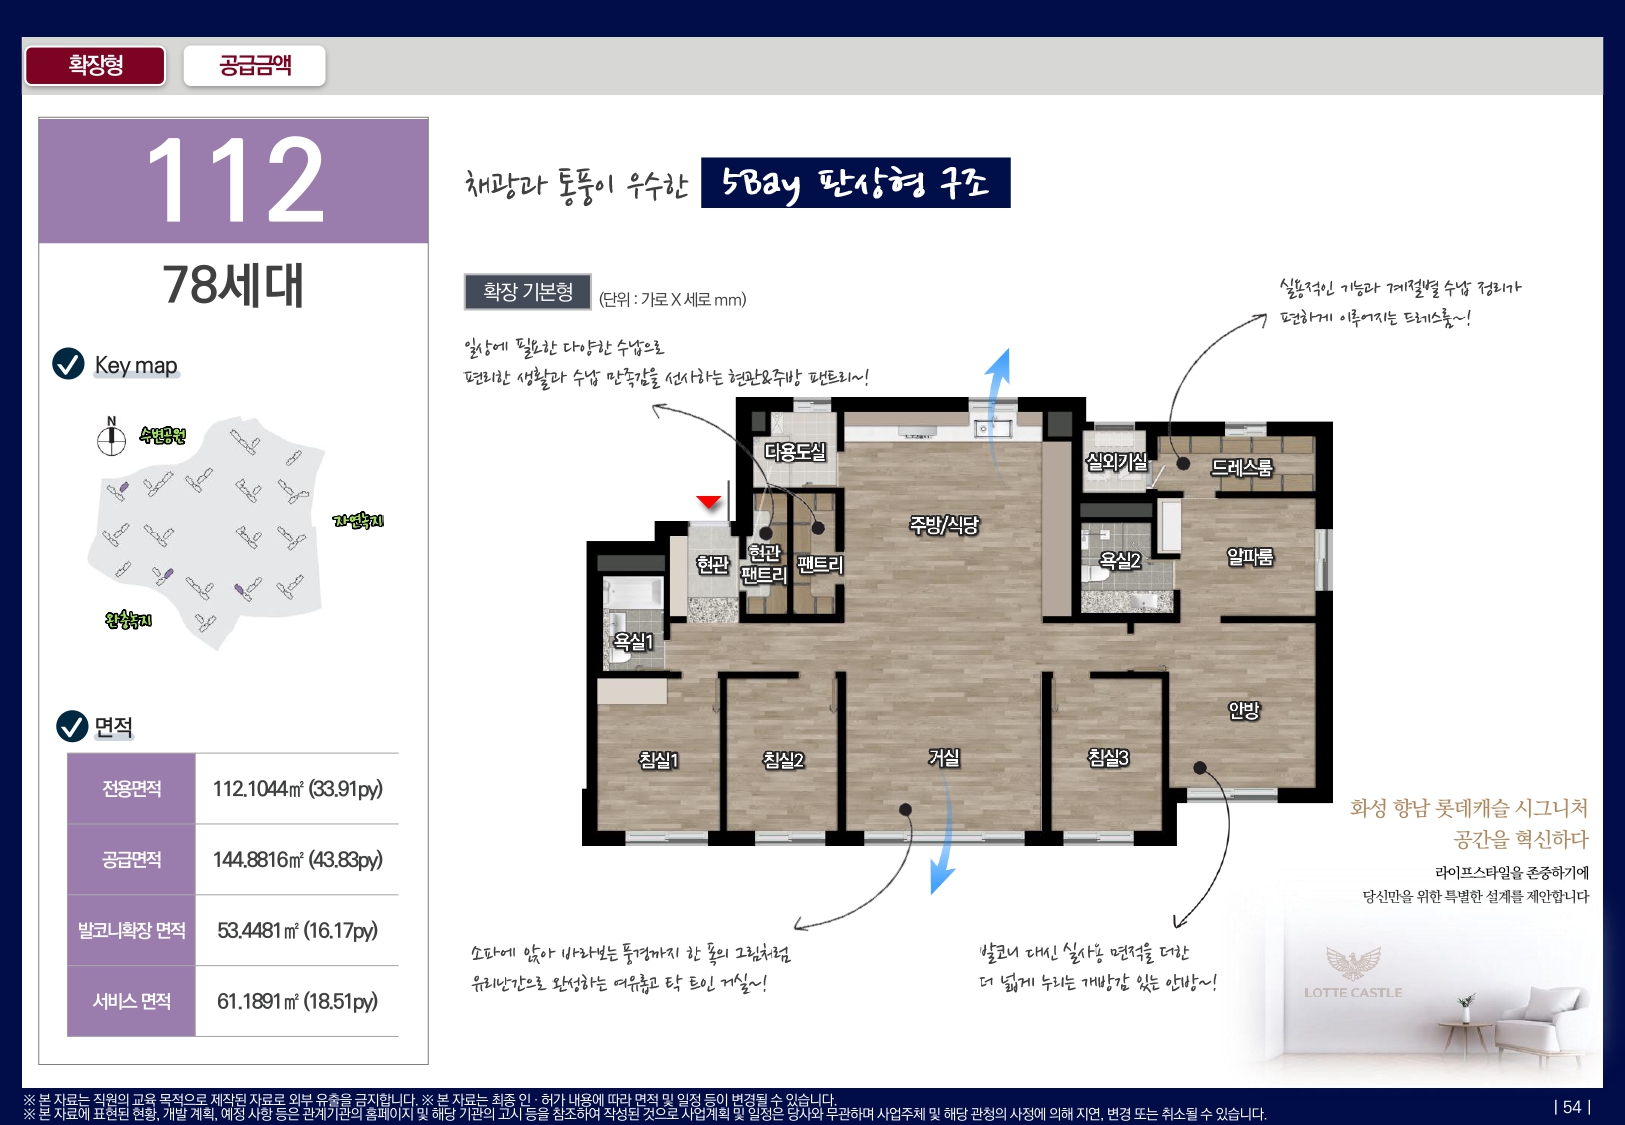 확장형
공급금액
112
78세대
Key map
N
수변공원
자연녹지
완충녹지
면적
전용면적 112.1044㎡ (33.91py)
공급면적 144.8816㎡ (43.83py)
발코니확장 면적 53.4481㎡ (16.17py)
서비스 면적 61.1891㎡ (18.51py)
채광과 통풍이 우수한 5Bay 판상형 구조
확장 기본형 (단위 : 가로 X 세로 mm)
일상에 필요한 다양한 수납으로
편리한 생활과 수납 만족감을 선사하는 현관&주방 팬트리~!
실용적인 기능과 계절별 수납 정리가
편하게 이루어지는 드레스룸~!
다용도실
실외기실
드레스룸
주방/식당
현관
현관
팬트리
팬트리
욕실2
알파룸
욕실1
안방
침실1
침실2
거실
침실3
소파에 앉아 바라보는 풍경까지 한 폭의 그림처럼
유리난간으로 완성하는 여유롭고 탁 트인 거실~!
발코니 대신 실사용 면적을 더한
더 넓게 누리는 개방감 있는 안방~!
화성 향남 롯데캐슬 시그니처
공간을 혁신하다
라이프스타일을 존중하기에
당신만을 위한 특별한 설계를 제안합니다
LOTTE CASTLE
※ 본 자료는 직원의 교육 목적으로 제작된 자료로 외부 유출을 금지합니다. ※ 본 자료는 최종 인 · 허가 내용에 따라 면적 및 일정 등이 변경될 수 있습니다.
※ 본 자료에 표현된 현황, 개발 계획, 예정 사항 등은 관계기관의 홈페이지 및 해당 기관의 고시 등을 참조하여 작성된 것으로 사업계획 및 일정은 당사와 무관하며 사업주체 및 해당 관청의 사정에 의해 지연, 변경 또는 취소될 수 있습니다.
| 54 |